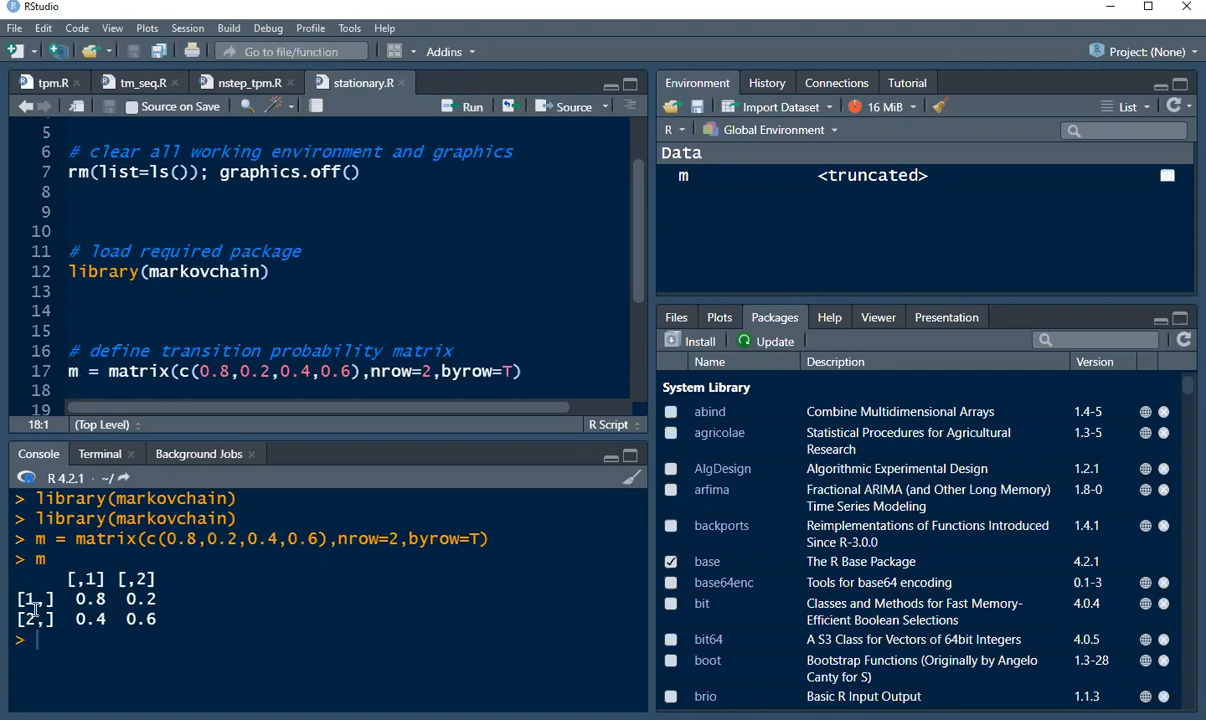 RStudio
File Edit Code View Plots Session Build Debug Profile Tools Help
Go to file/function Addins Project: (None)
tpm.R tm_seq.R nstep_tpm.R stationary.R
Source on Save Run Source
5
6 # clear all working environment and graphics
7 rm(list=ls()); graphics.off()
8
9
10
11 # load required package
12 library(markovchain)
13
14
15
16 # define transition probability matrix
17 m = matrix(c(0.8,0.2,0.4,0.6),nrow=2,byrow=T)
18
19
18:1 (Top Level) R Script
Console Terminal Background Jobs
R 4.2.1 · ~/
> library(markovchain)
> library(markovchain)
> m = matrix(c(0.8,0.2,0.4,0.6),nrow=2,byrow=T)
> m
[,1] [,2]
[1,] 0.8 0.2
[2,] 0.4 0.6
>
Environment History Connections Tutorial
Import Dataset 16 MiB List
R Global Environment
Data
m <truncated>
Files Plots Packages Help Viewer Presentation
Install Update
Name Description Version
System Library
abind Combine Multidimensional Arrays 1.4-5
agricolae Statistical Procedures for Agricultural 1.3-5
Research
AlgDesign Algorithmic Experimental Design 1.2.1
arfima Fractional ARIMA (and Other Long Memory) 1.8-0
Time Series Modeling
backports Reimplementations of Functions Introduced 1.4.1
Since R-3.0.0
base The R Base Package 4.2.1
base64enc Tools for base64 encoding 0.1-3
bit Classes and Methods for Fast Memory- 4.0.4
Efficient Boolean Selections
bit64 A S3 Class for Vectors of 64bit Integers 4.0.5
boot Bootstrap Functions (Originally by Angelo 1.3-28
Canty for S)
brio Basic R Input Output 1.1.3